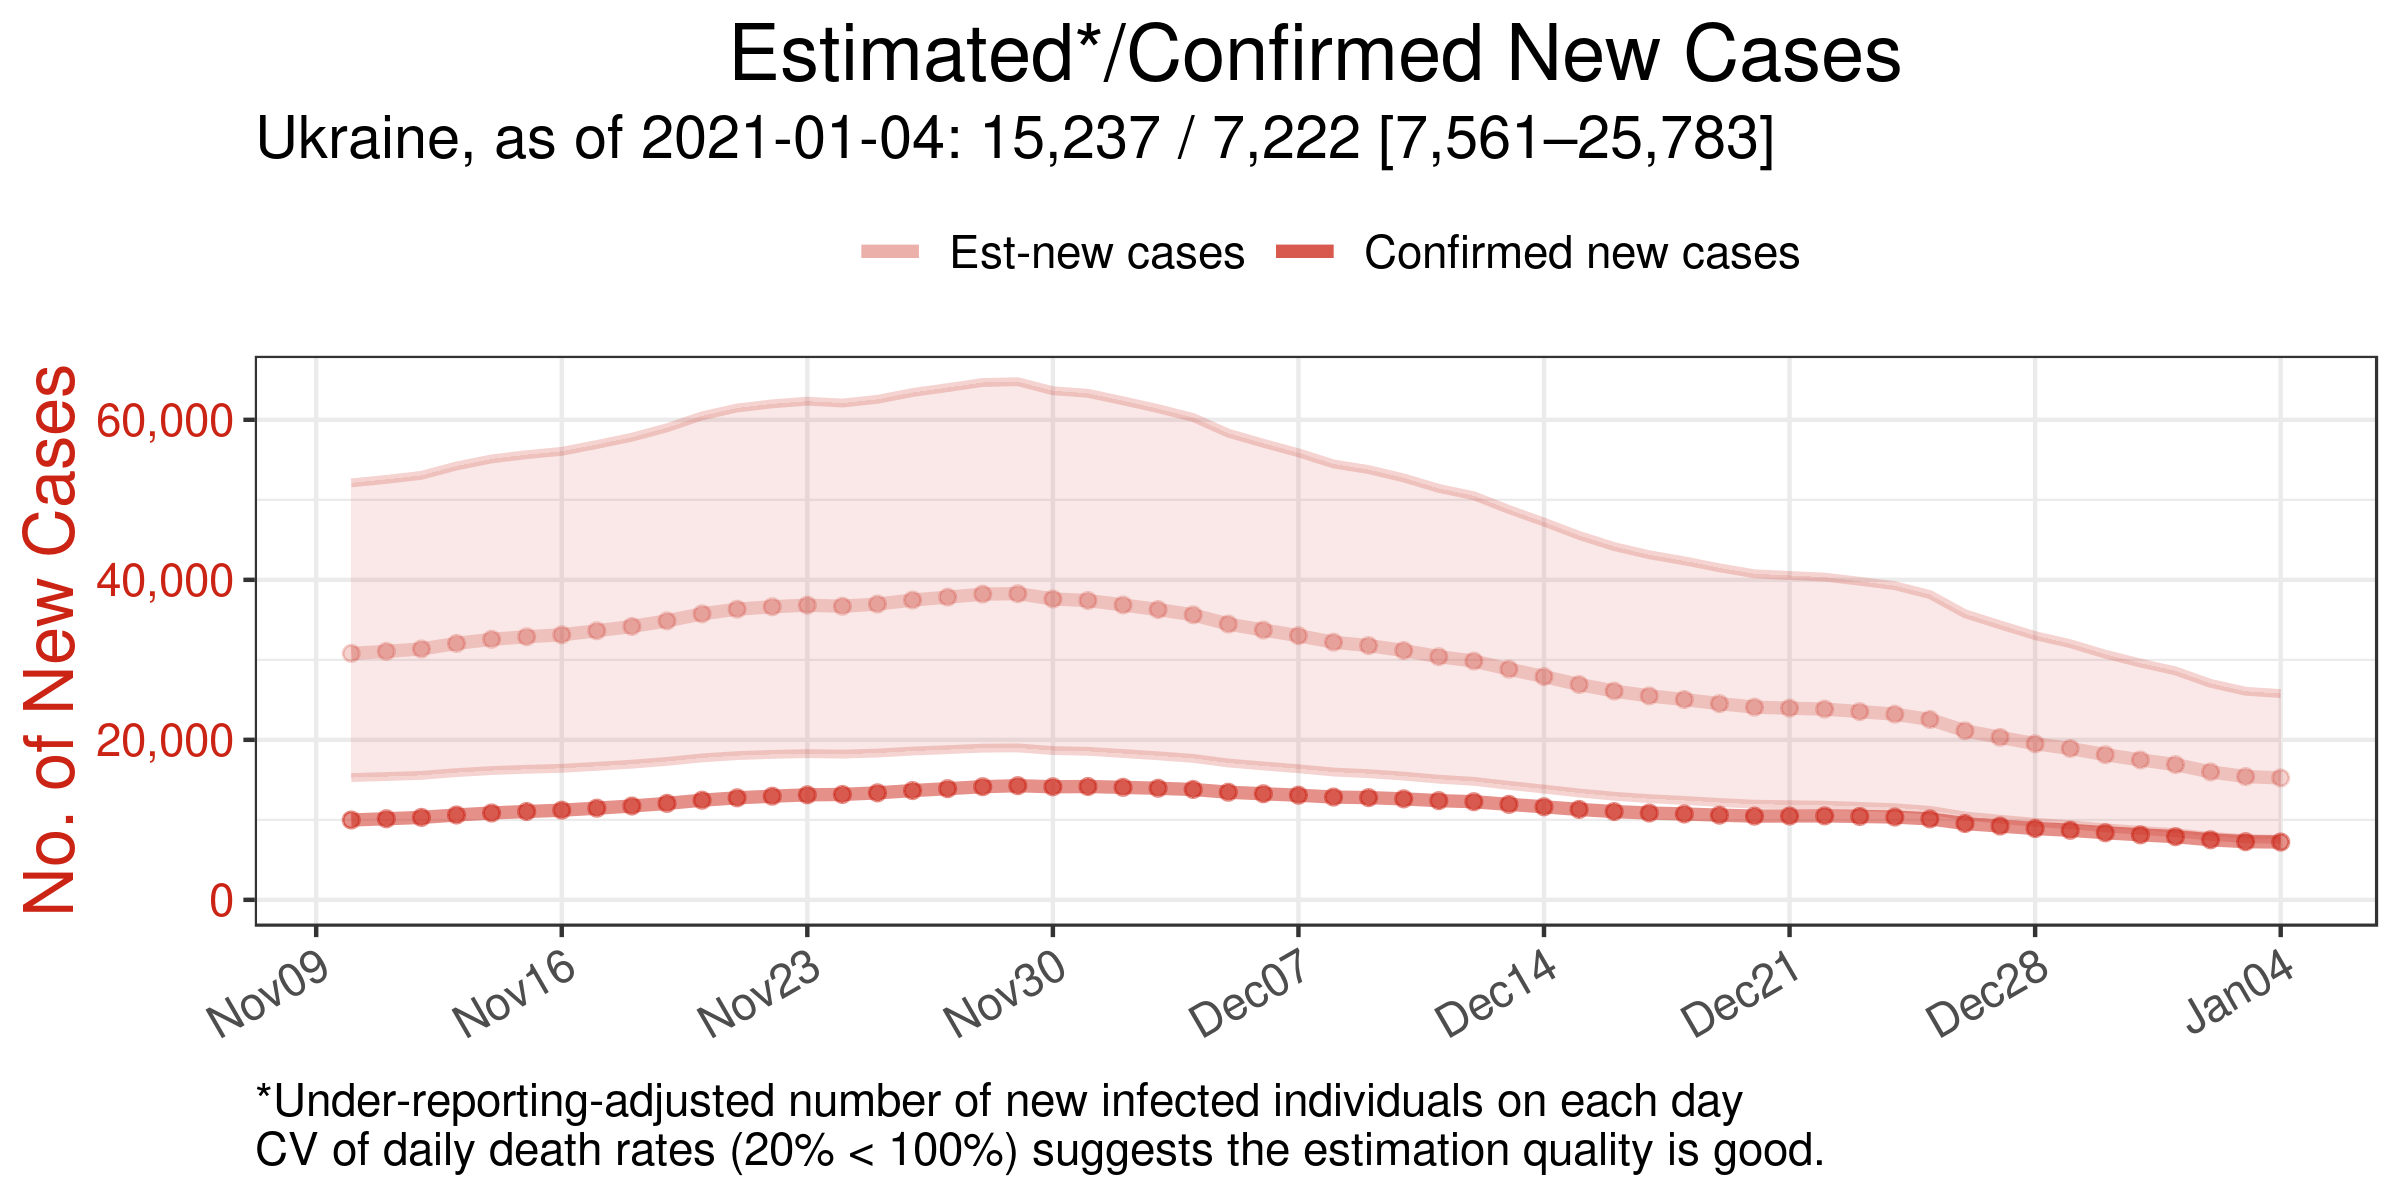 Estimated*/Confirmed New Cases
Ukraine, as of 2021-01-04: 15,237 / 7,222 [7,561–25,783]
Est-new cases
Confirmed new cases
No. of New Cases
60,000
40,000
20,000
0
Nov09
Nov16
Nov23
Nov30
Dec07
Dec14
Dec21
Dec28
Jan04
*Under-reporting-adjusted number of new infected individuals on each day
CV of daily death rates (20% < 100%) suggests the estimation quality is good.